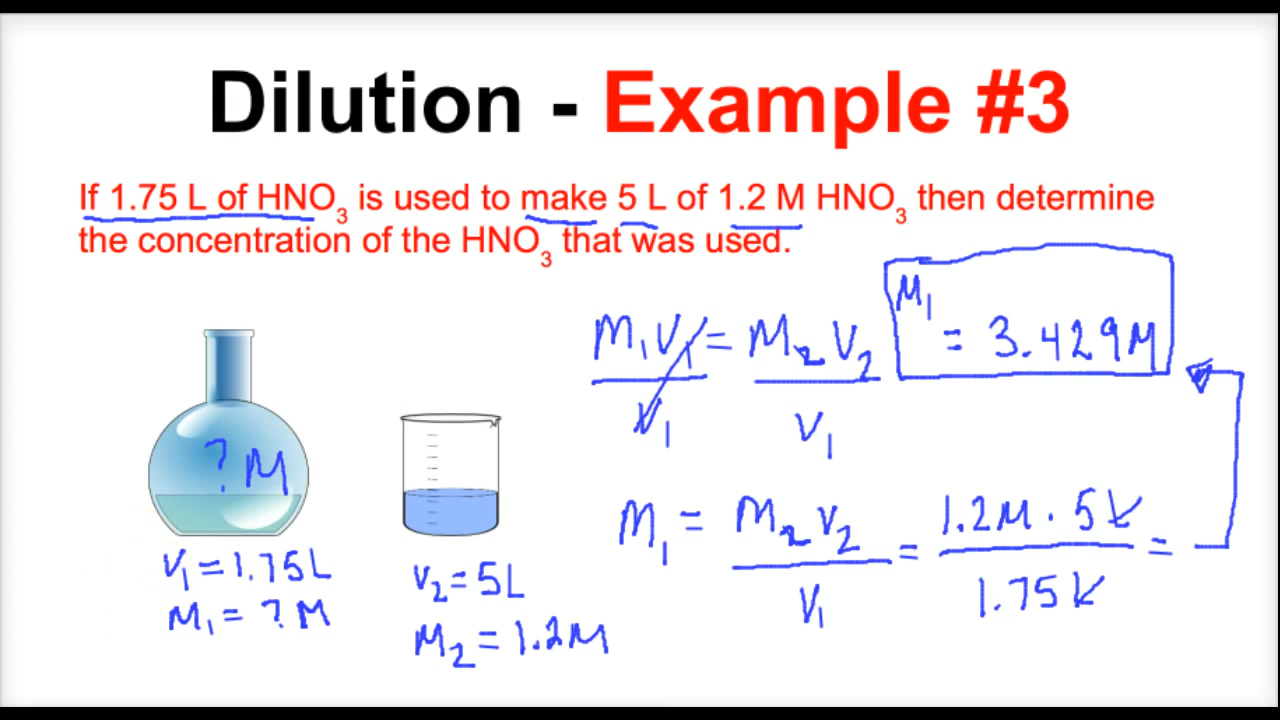 Dilution - Example #3
If 1.75 L of HNO₃ is used to make 5 L of 1.2 M HNO₃ then determine
the concentration of the HNO₃ that was used.
M₁V₁ = M₂V₂
V₁ V₁
M₁
= 3.429M
?M
M₁ = M₂V₂ = 1.2M · 5L =
V₁ 1.75L
V₁ = 1.75L
M₁ = ?M
V₂ = 5L
M₂ = 1.2M